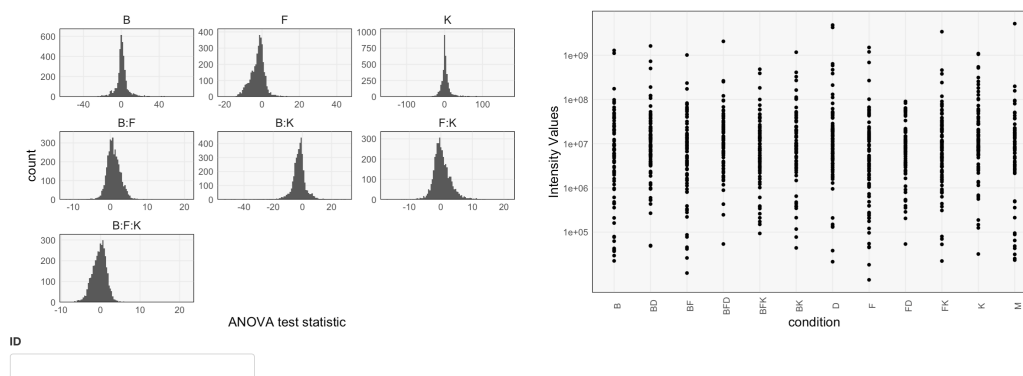 B
F
K
600
400
200
0
-40 0 40
400
300
200
100
0
-20 0 20 40
1000
750
500
250
0
-100 0 100
B:F
B:K
F:K
300
200
100
0
-10 0 10 20
400
300
200
100
0
-40 -20 0 20
300
200
100
0
-10 0 10 20
B:F:K
300
200
100
0
-10 0 10 20
count
ANOVA test statistic
Intensity Values
1e+09
1e+08
1e+07
1e+06
1e+05
B BD BF BFD BFK BK D F FD FK K M
condition
ID